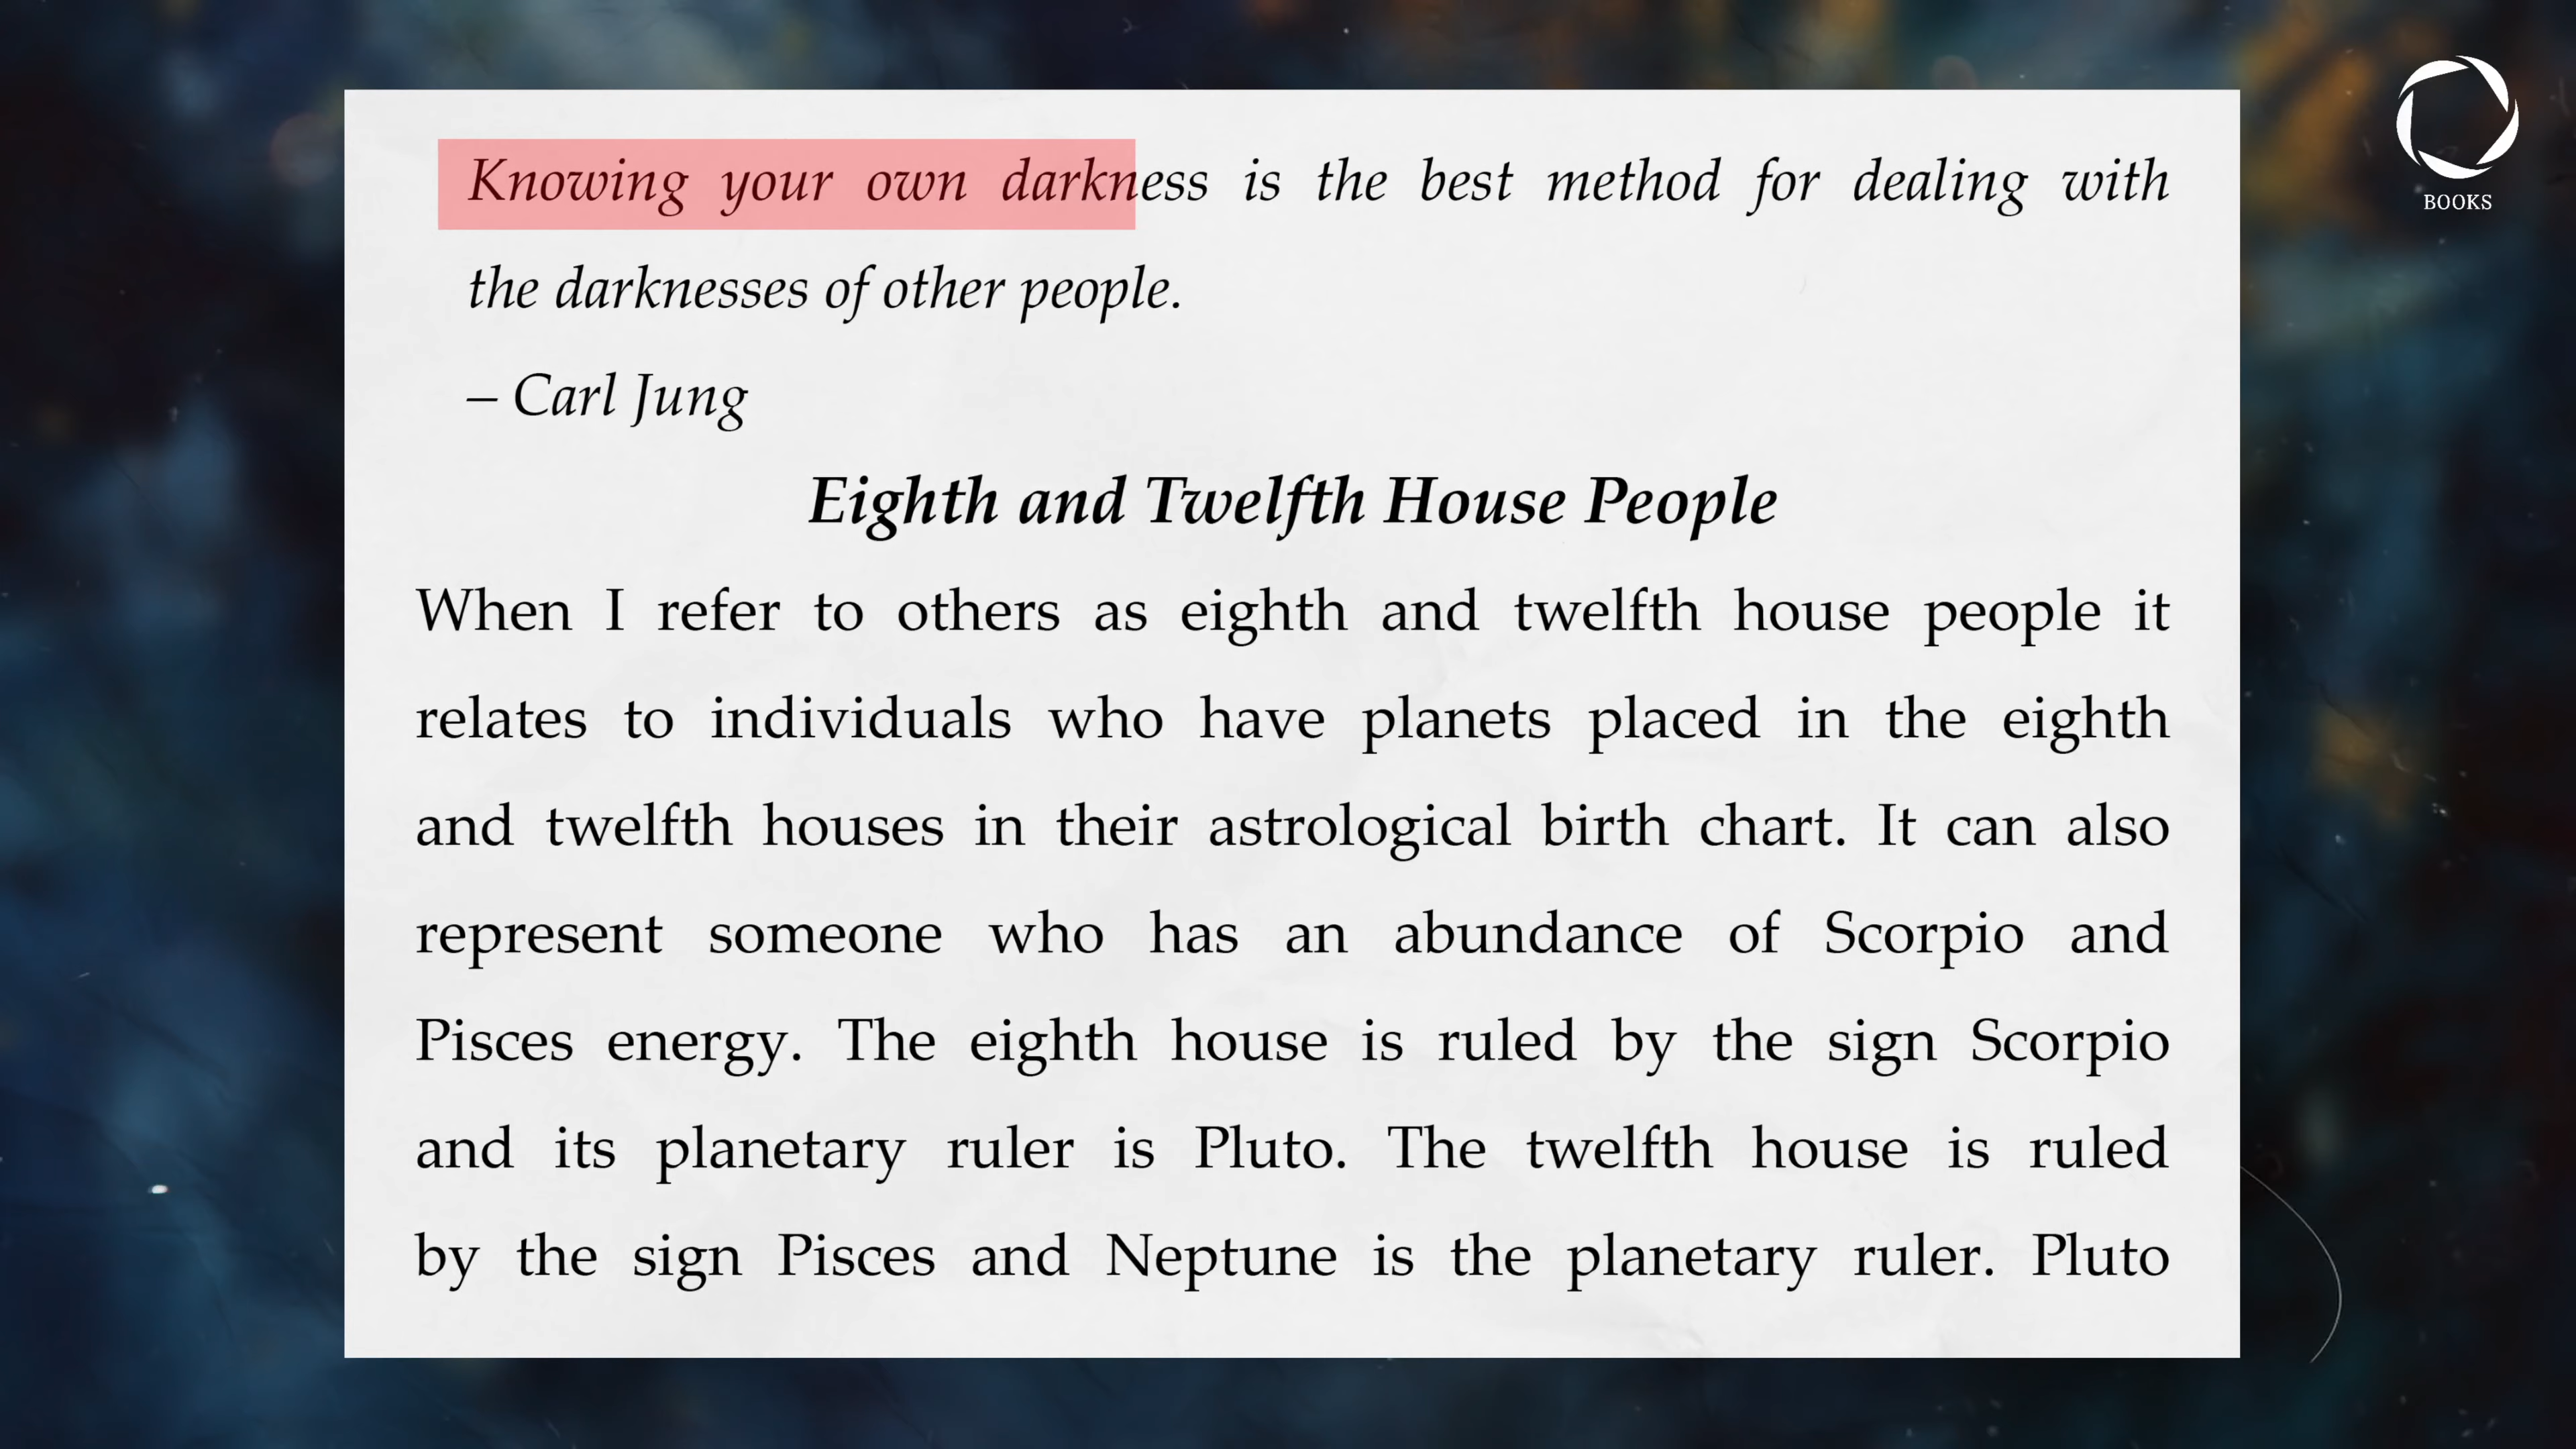 Knowing your own darkness is the best method for dealing with
the darknesses of other people.
– Carl Jung
Eighth and Twelfth House People
When I refer to others as eighth and twelfth house people it
relates to individuals who have planets placed in the eighth
and twelfth houses in their astrological birth chart. It can also
represent someone who has an abundance of Scorpio and
Pisces energy. The eighth house is ruled by the sign Scorpio
and its planetary ruler is Pluto. The twelfth house is ruled
by the sign Pisces and Neptune is the planetary ruler. Pluto
BOOKS